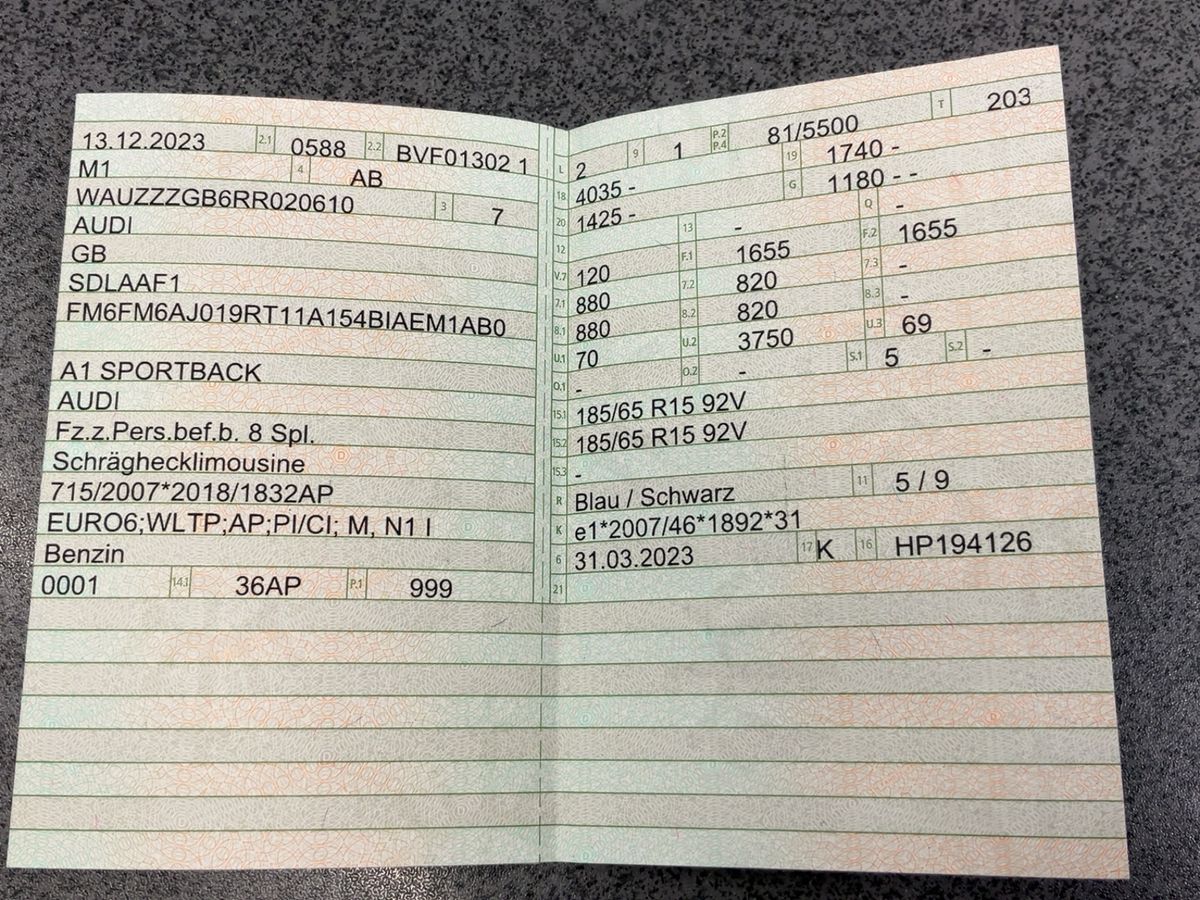 13.12.2023 2.1 0588 2.2 BVF01302 1
M1 4 AB
WAUZZZGB6RR020610 3 7
AUDI
GB
SDLAAF1
FM6FM6AJ019RT11A154BIAEM1AB0
A1 SPORTBACK
AUDI
Fz.z.Pers.bef.b. 8 Spl.
Schräghecklimousine
715/2007*2018/1832AP
EURO6;WLTP;AP;PI/CI; M, N1 I
Benzin
0001 14.1 36AP P.1 999
L 2 9 1 P.2 P.4 81/5500 T 203
18 4035 - 19 1740 -
20 1425 - G 1180 - -
12 13 - Q -
V.7 120 F.1 1655 F.2 1655
7.1 880 7.2 820 7.3 -
8.1 880 8.2 820 8.3 -
U.1 70 U.2 3750 U.3 69
O.1 - O.2 - S.1 5 S.2 -
15.1 185/65 R15 92V
15.2 185/65 R15 92V
15.3 -
R Blau / Schwarz 11 5 / 9
K e1*2007/46*1892*31
6 31.03.2023 17 K 16 HP194126
21